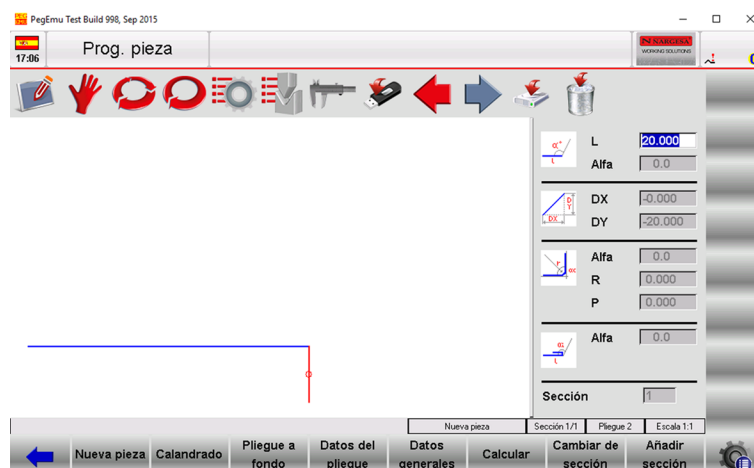 PegEmu Test Build 998, Sep 2015
17:06
Prog. pieza
NARGESA
WORKING SOLUTIONS
L 20.000
Alfa 0.0
DX -0.000
DY -20.000
Alfa 0.0
R 0.000
P 0.000
Alfa 0.0
Sección 1
Nueva pieza Sección 1/1 Pliegue 2 Escala 1:1
Nueva pieza
Calandrado
Pliegue a
fondo
Datos del
pliegue
Datos
generales
Calcular
Cambiar de
sección
Añadir
sección